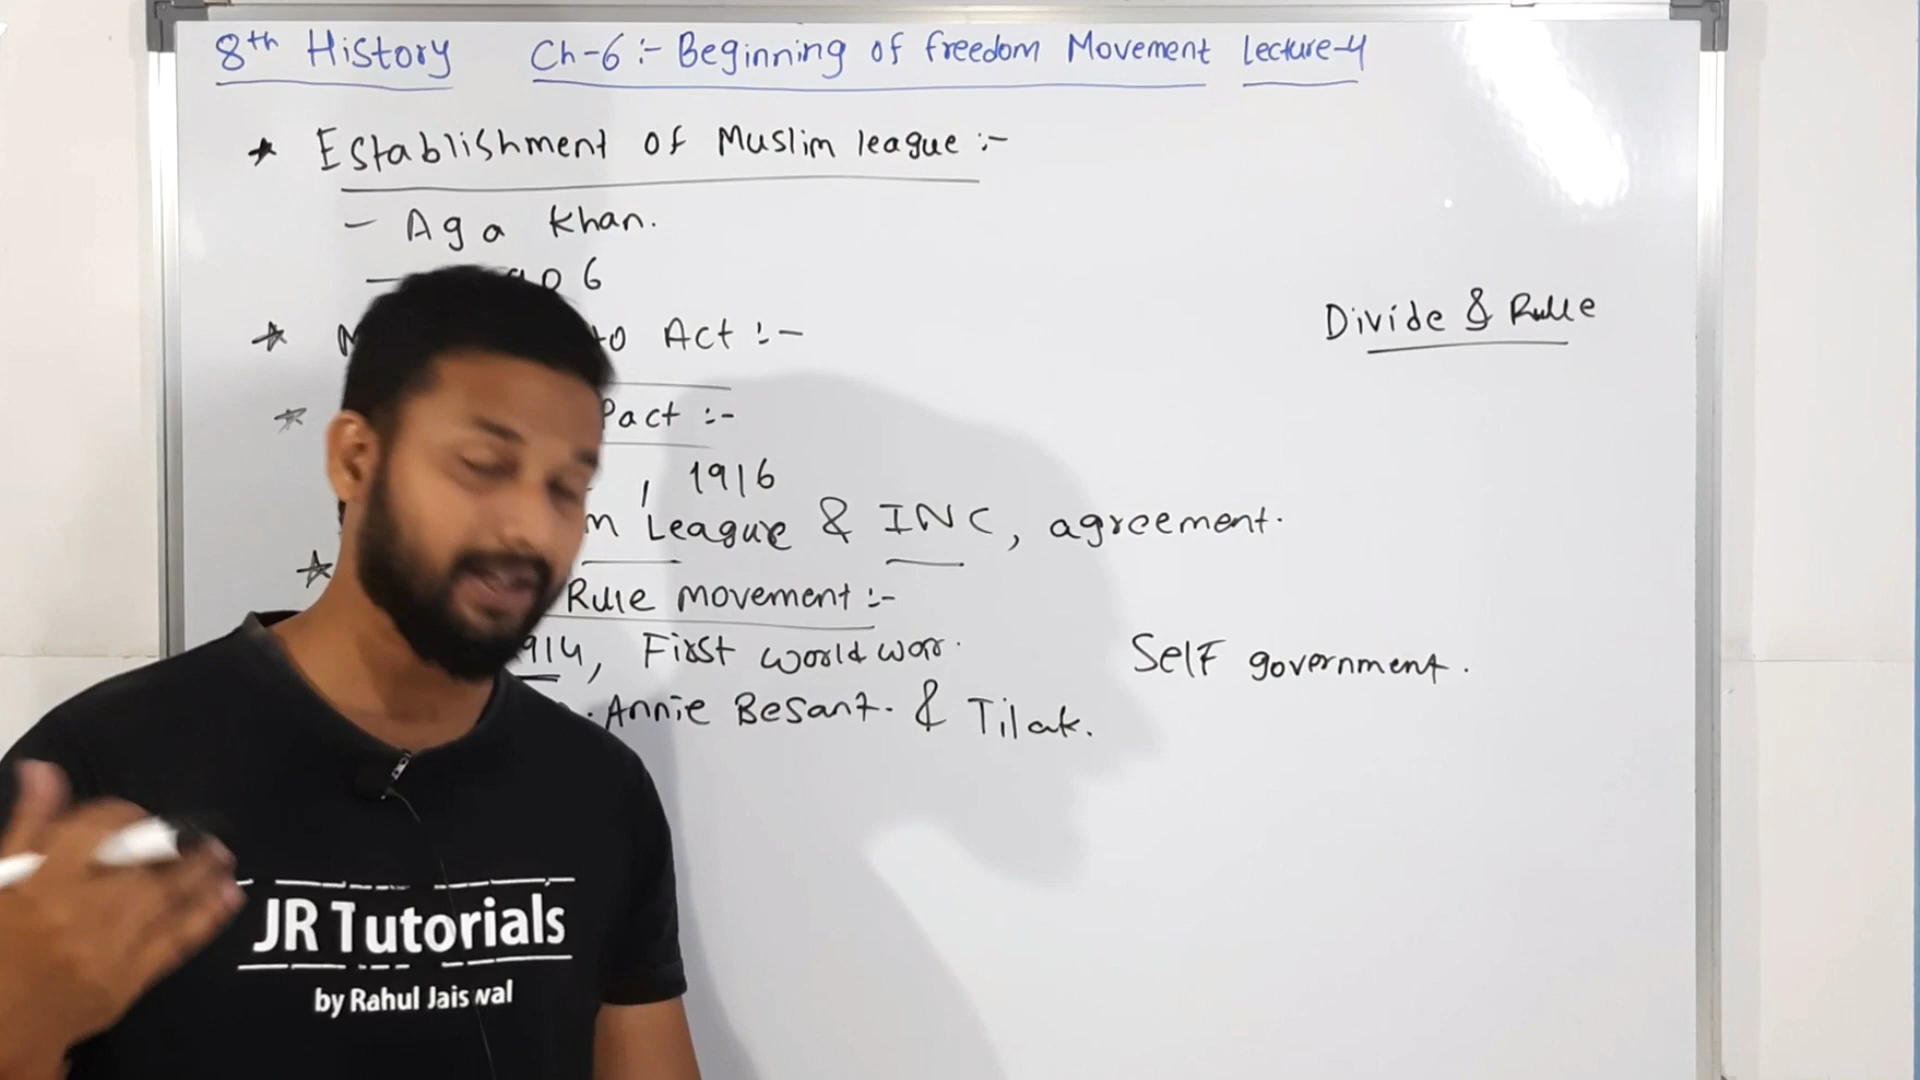 8th History Ch-6 :- Beginning of freedom Movement Lecture-4
★ Establishment of Muslim league :-
- Aga Khan.
- 906
★ to Act :-
Divide & Rule
★ Pact :-
, 1916
League & INC, agreement.
★ Rule movement :-
914, First world war.
Self government.
Annie Besant. & Tilak.
JR Tutorials
by Rahul Jaiswal